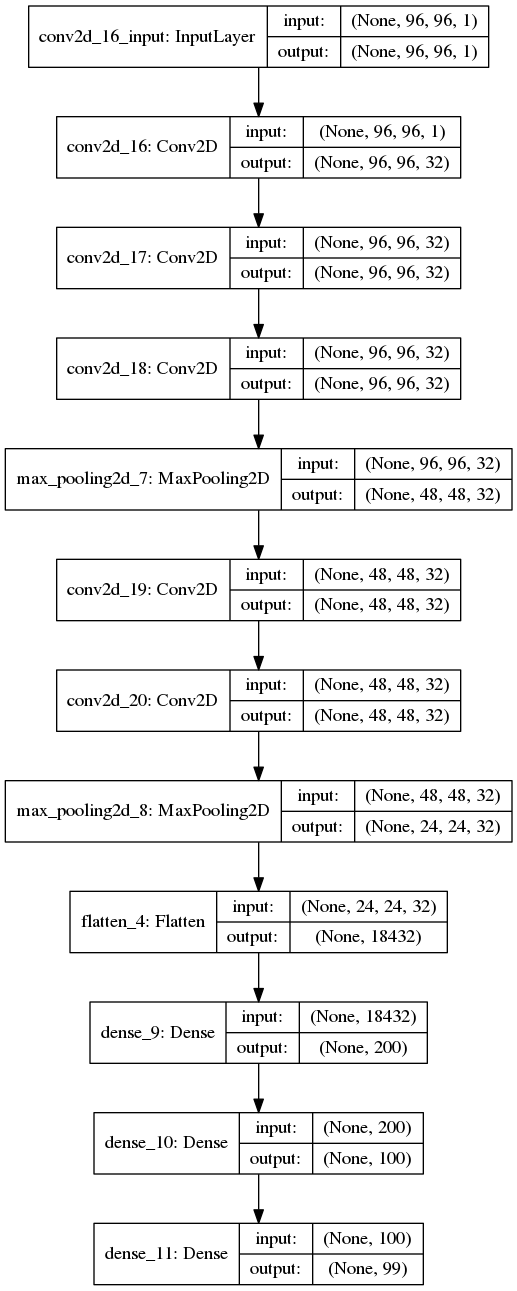 conv2d_16_input: InputLayer
input: (None, 96, 96, 1)
output: (None, 96, 96, 1)
conv2d_16: Conv2D
input: (None, 96, 96, 1)
output: (None, 96, 96, 32)
conv2d_17: Conv2D
input: (None, 96, 96, 32)
output: (None, 96, 96, 32)
conv2d_18: Conv2D
input: (None, 96, 96, 32)
output: (None, 96, 96, 32)
max_pooling2d_7: MaxPooling2D
input: (None, 96, 96, 32)
output: (None, 48, 48, 32)
conv2d_19: Conv2D
input: (None, 48, 48, 32)
output: (None, 48, 48, 32)
conv2d_20: Conv2D
input: (None, 48, 48, 32)
output: (None, 48, 48, 32)
max_pooling2d_8: MaxPooling2D
input: (None, 48, 48, 32)
output: (None, 24, 24, 32)
flatten_4: Flatten
input: (None, 24, 24, 32)
output: (None, 18432)
dense_9: Dense
input: (None, 18432)
output: (None, 200)
dense_10: Dense
input: (None, 200)
output: (None, 100)
dense_11: Dense
input: (None, 100)
output: (None, 99)